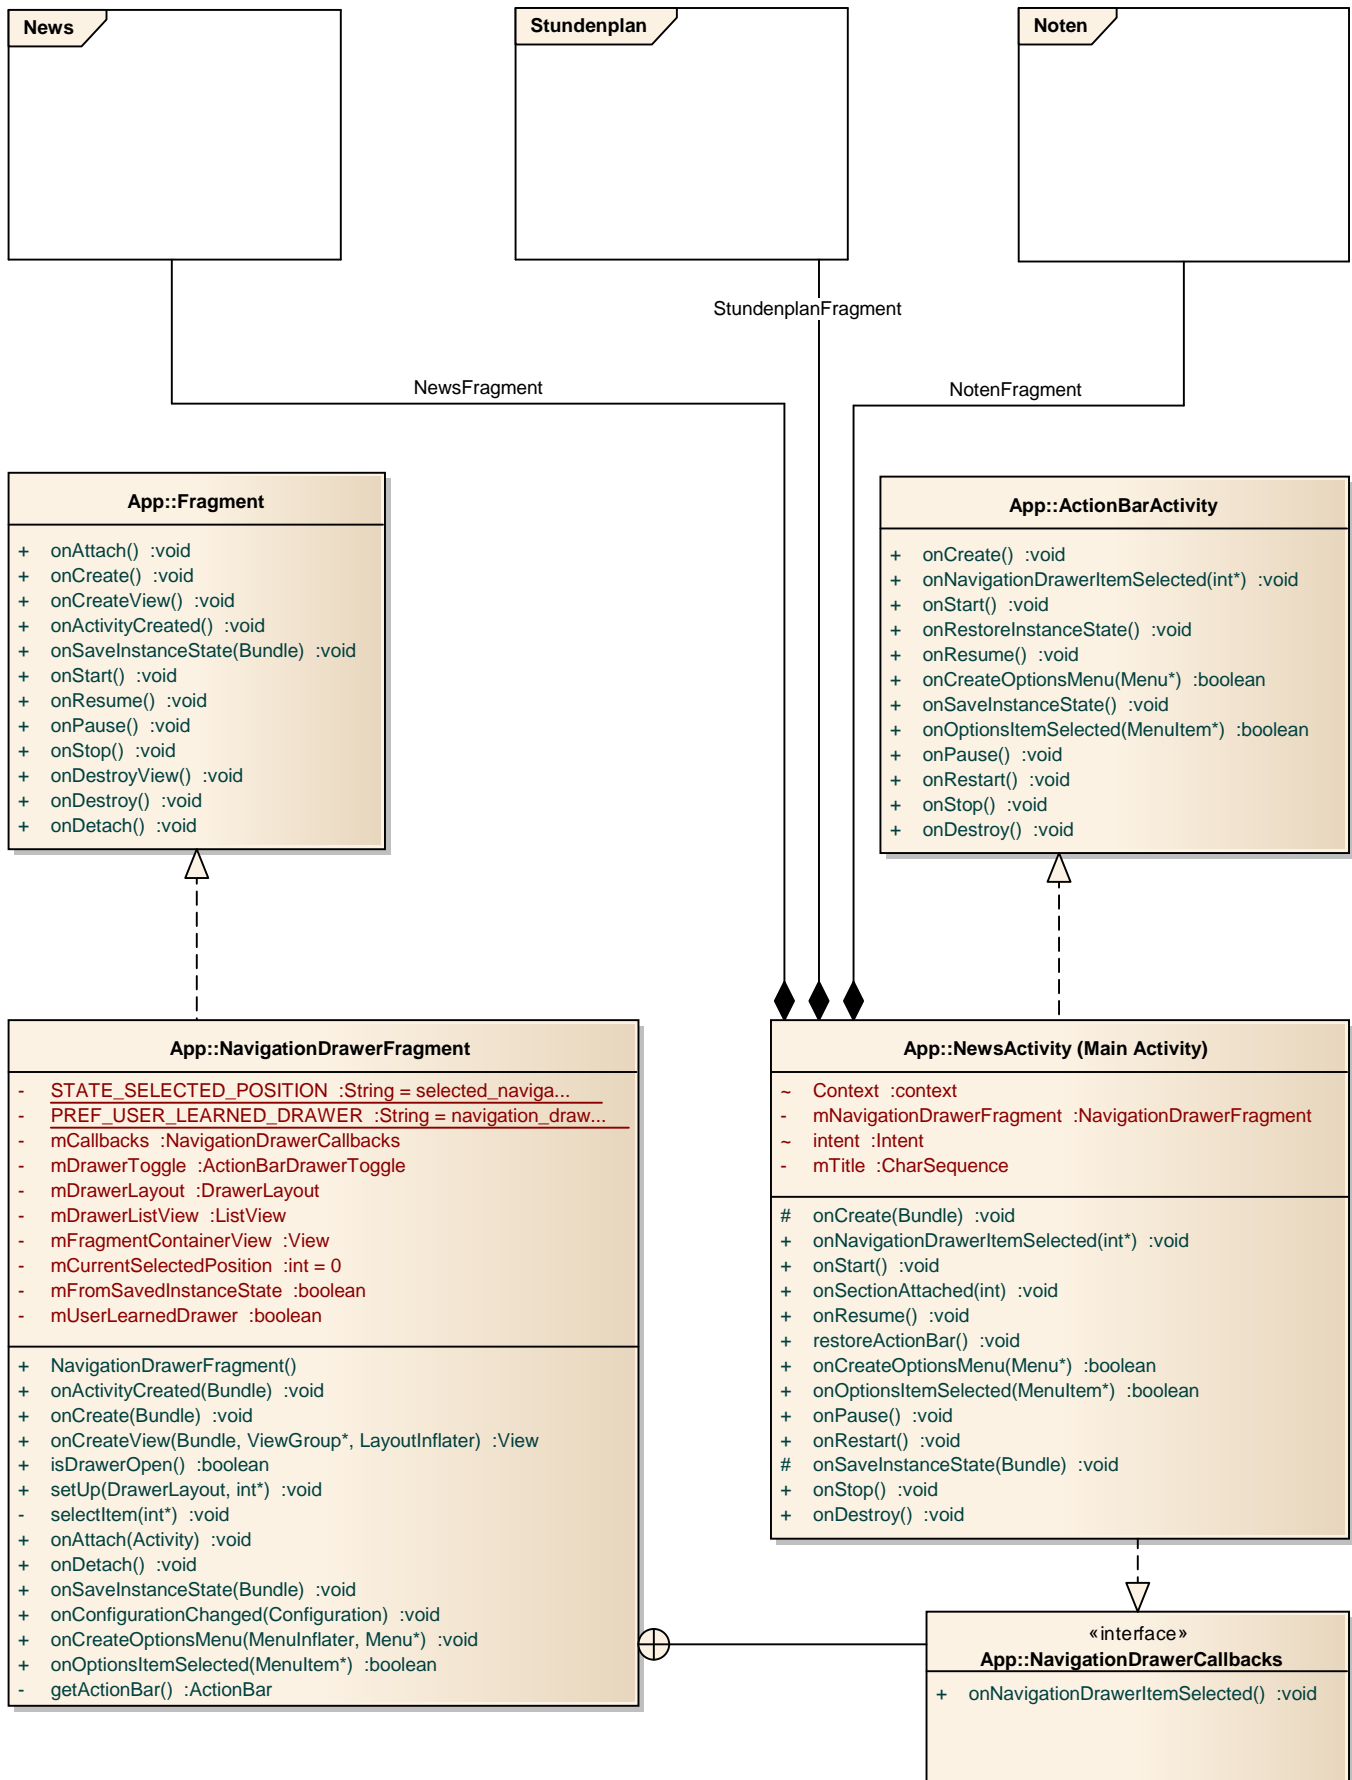 News
Stundenplan
Noten
StundenplanFragment
NewsFragment
NotenFragment
App::Fragment
+ onAttach() :void
+ onCreate() :void
+ onCreateView() :void
+ onActivityCreated() :void
+ onSaveInstanceState(Bundle) :void
+ onStart() :void
+ onResume() :void
+ onPause() :void
+ onStop() :void
+ onDestroyView() :void
+ onDestroy() :void
+ onDetach() :void
App::ActionBarActivity
+ onCreate() :void
+ onNavigationDrawerItemSelected(int*) :void
+ onStart() :void
+ onRestoreInstanceState() :void
+ onResume() :void
+ onCreateOptionsMenu(Menu*) :boolean
+ onSaveInstanceState() :void
+ onOptionsItemSelected(MenuItem*) :boolean
+ onPause() :void
+ onRestart() :void
+ onStop() :void
+ onDestroy() :void
App::NavigationDrawerFragment
- STATE_SELECTED_POSITION :String = selected_naviga...
- PREF_USER_LEARNED_DRAWER :String = navigation_draw...
- mCallbacks :NavigationDrawerCallbacks
- mDrawerToggle :ActionBarDrawerToggle
- mDrawerLayout :DrawerLayout
- mDrawerListView :ListView
- mFragmentContainerView :View
- mCurrentSelectedPosition :int = 0
- mFromSavedInstanceState :boolean
- mUserLearnedDrawer :boolean
+ NavigationDrawerFragment()
+ onActivityCreated(Bundle) :void
+ onCreate(Bundle) :void
+ onCreateView(Bundle, ViewGroup*, LayoutInflater) :View
+ isDrawerOpen() :boolean
+ setUp(DrawerLayout, int*) :void
- selectItem(int*) :void
+ onAttach(Activity) :void
+ onDetach() :void
+ onSaveInstanceState(Bundle) :void
+ onConfigurationChanged(Configuration) :void
+ onCreateOptionsMenu(MenuInflater, Menu*) :void
+ onOptionsItemSelected(MenuItem*) :boolean
- getActionBar() :ActionBar
App::NewsActivity (Main Activity)
~ Context :context
- mNavigationDrawerFragment :NavigationDrawerFragment
~ intent :Intent
- mTitle :CharSequence
# onCreate(Bundle) :void
+ onNavigationDrawerItemSelected(int*) :void
+ onStart() :void
+ onSectionAttached(int) :void
+ onResume() :void
+ restoreActionBar() :void
+ onCreateOptionsMenu(Menu*) :boolean
+ onOptionsItemSelected(MenuItem*) :boolean
+ onPause() :void
+ onRestart() :void
# onSaveInstanceState(Bundle) :void
+ onStop() :void
+ onDestroy() :void
«interface»
App::NavigationDrawerCallbacks
+ onNavigationDrawerItemSelected() :void